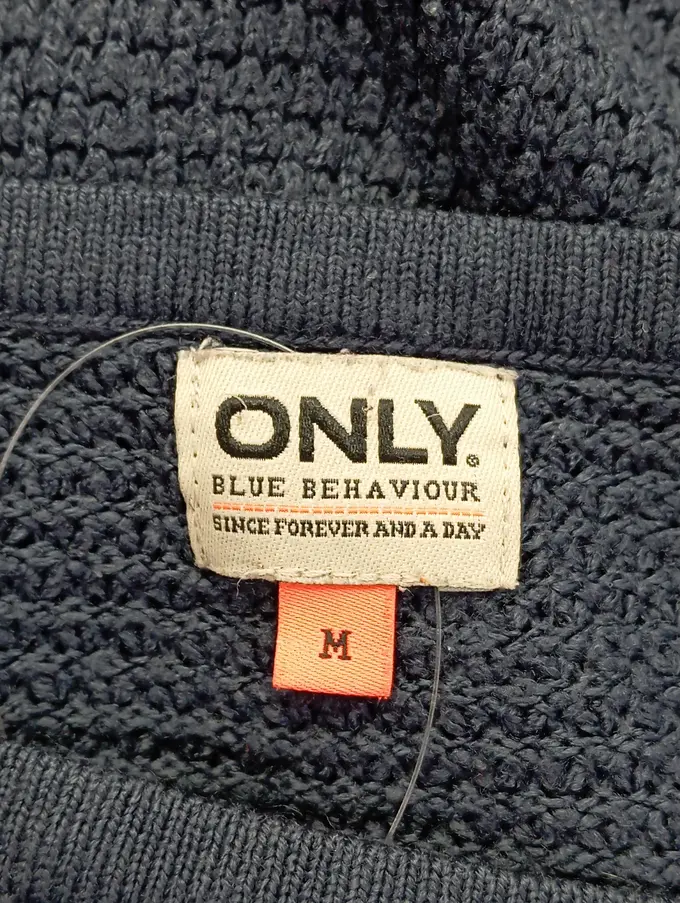 ONLY.®
BLUE BEHAVIOUR
SINCE FOREVER AND A DAY
M